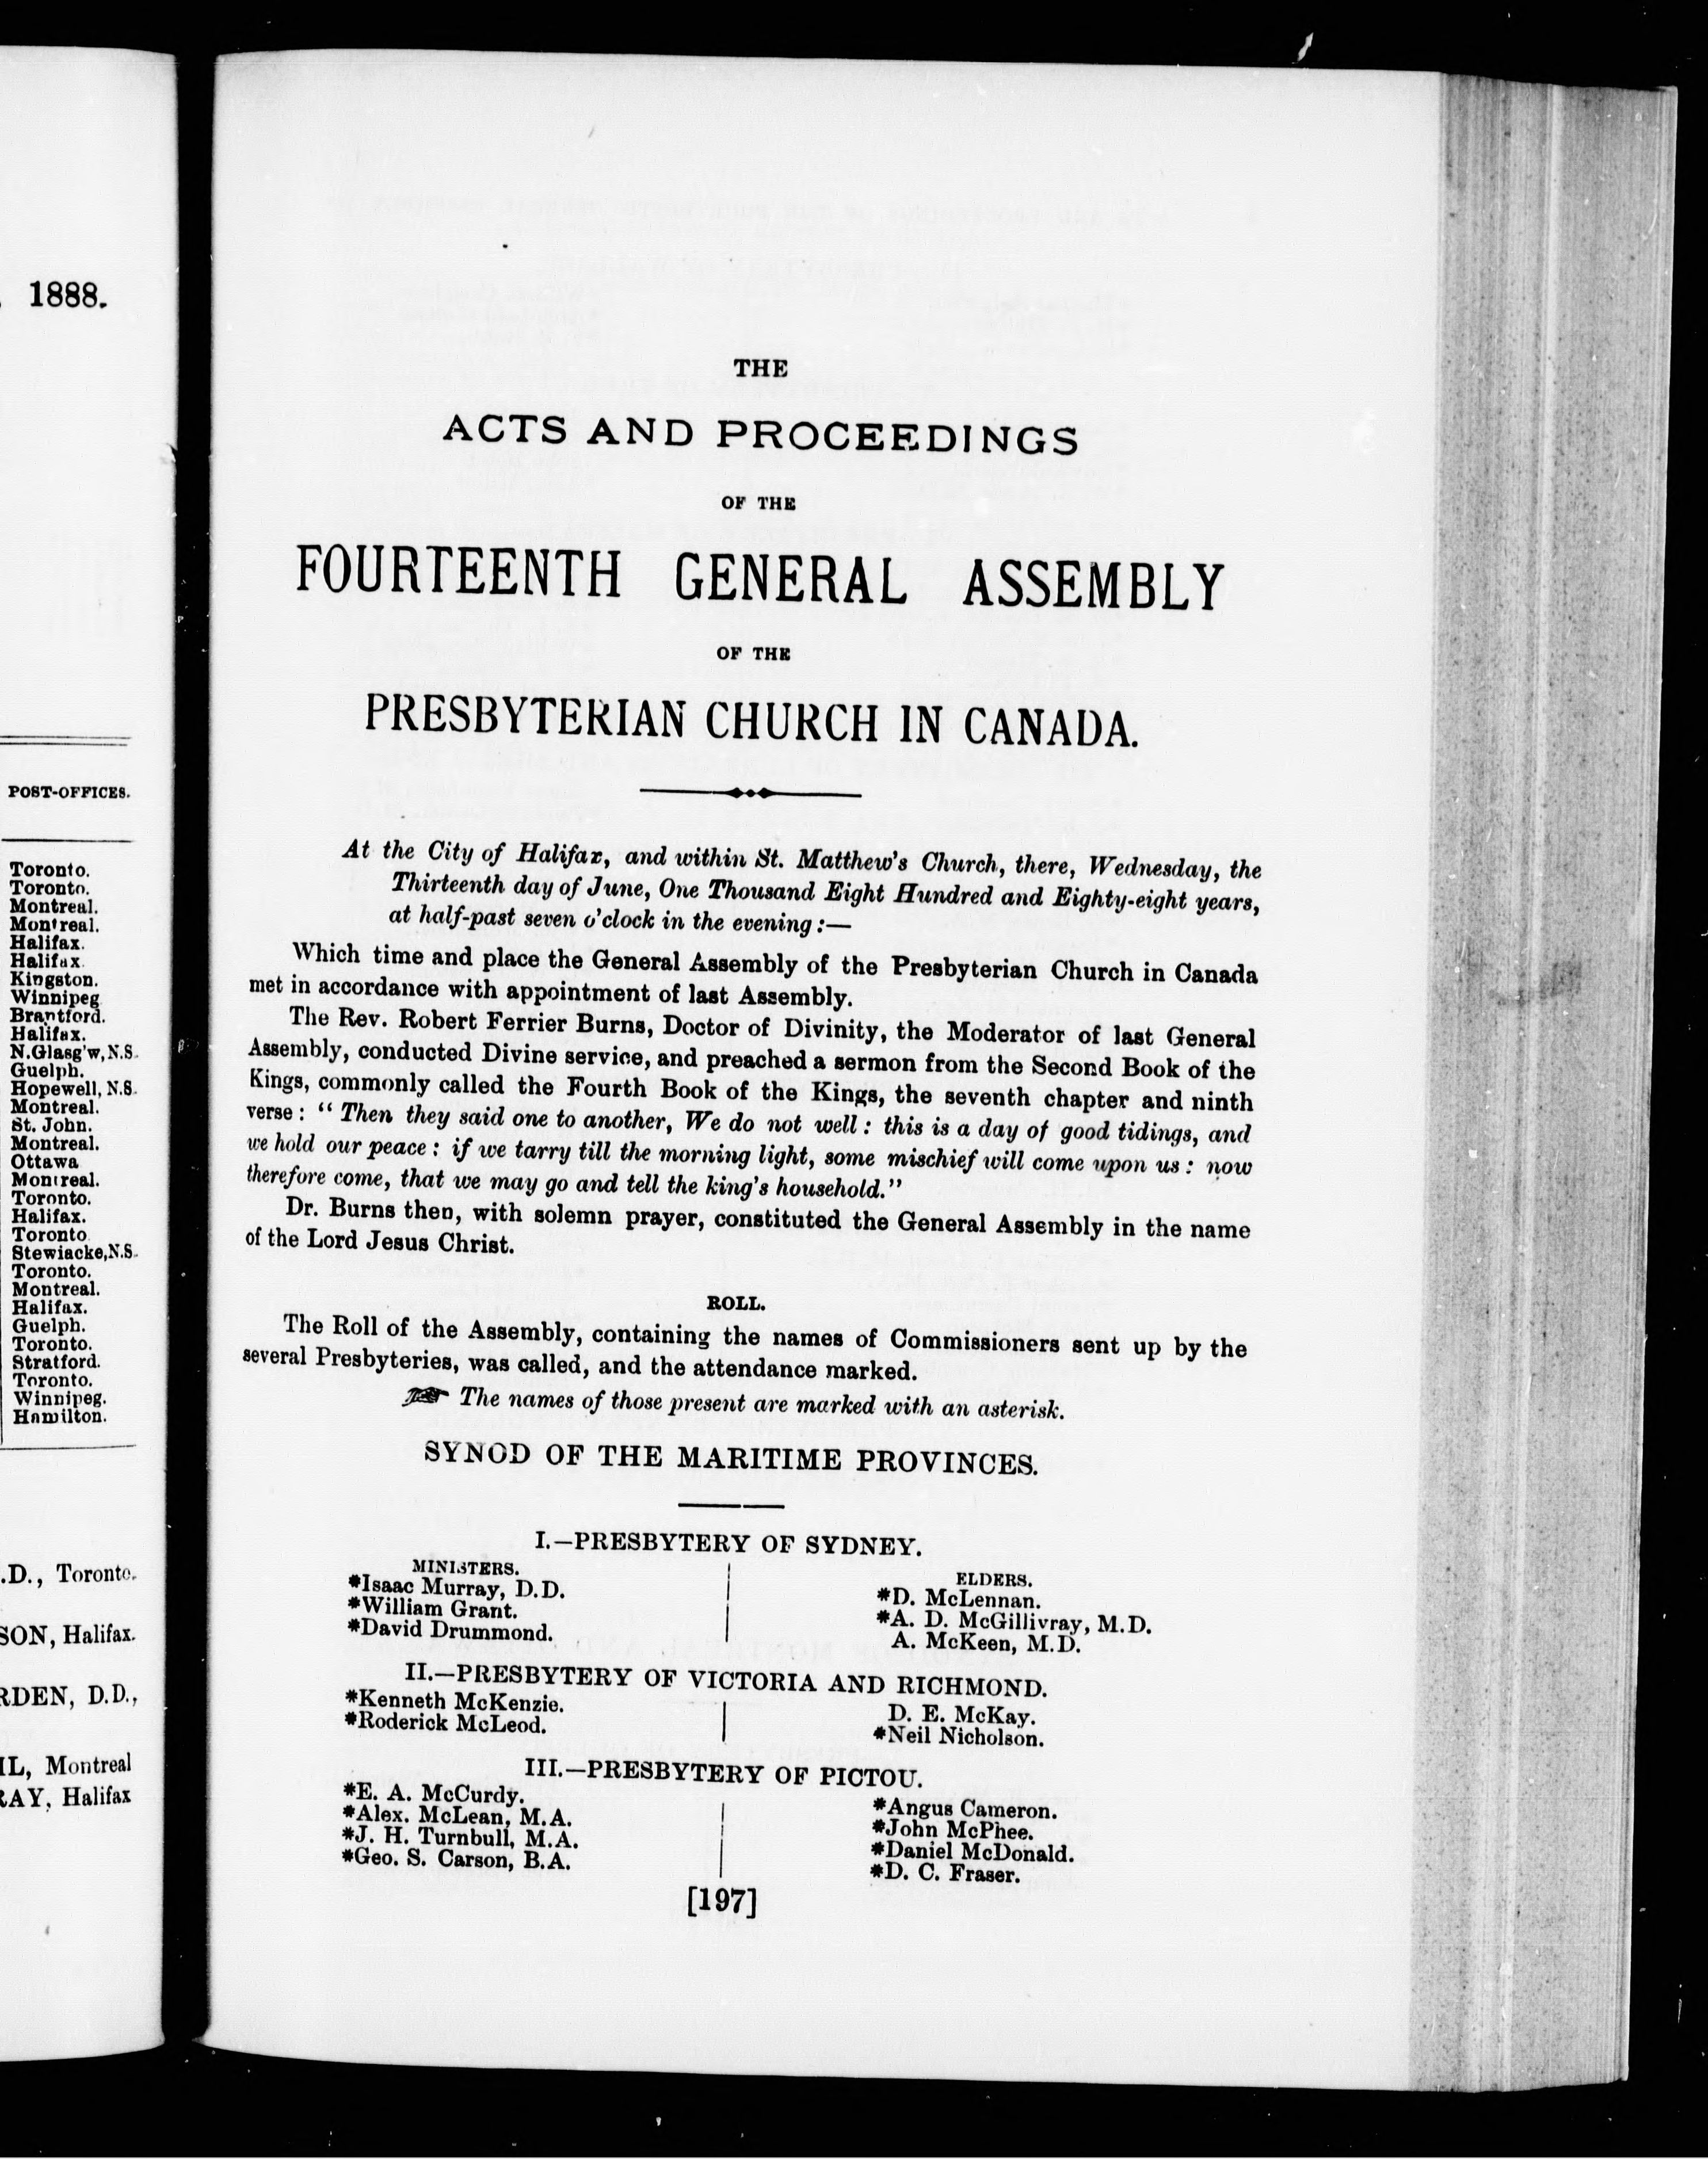 1888.
POST-OFFICES.
Toronto.
Toronto.
Montreal.
Montreal.
Halifax.
Halifax.
Kingston.
Winnipeg
Brantford.
Halifax.
N.Glasg'w,N.S.
Guelph.
Hopewell, N.S.
Montreal.
St. John.
Montreal.
Ottawa
Montreal.
Toronto.
Halifax.
Toronto
Stewiacke,N.S.
Toronto.
Montreal.
Halifax.
Guelph.
Toronto.
Stratford.
Toronto.
Winnipeg.
Hamilton.
.D., Toronto.
SON, Halifax.
RDEN, D.D.,
IL, Montreal
RAY, Halifax
THE
ACTS AND PROCEEDINGS
OF THE
FOURTEENTH GENERAL ASSEMBLY
OF THE
PRESBYTERIAN CHURCH IN CANADA.
At the City of Halifax, and within St. Matthew's Church, there, Wednesday, the
Thirteenth day of June, One Thousand Eight Hundred and Eighty-eight years,
at half-past seven o'clock in the evening:—
Which time and place the General Assembly of the Presbyterian Church in Canada
met in accordance with appointment of last Assembly.
The Rev. Robert Ferrier Burns, Doctor of Divinity, the Moderator of last General
Assembly, conducted Divine service, and preached a sermon from the Second Book of the
Kings, commonly called the Fourth Book of the Kings, the seventh chapter and ninth
verse: "Then they said one to another, We do not well: this is a day of good tidings, and
we hold our peace: if we tarry till the morning light, some mischief will come upon us: now
therefore come, that we may go and tell the king's household."
Dr. Burns then, with solemn prayer, constituted the General Assembly in the name
of the Lord Jesus Christ.
ROLL.
The Roll of the Assembly, containing the names of Commissioners sent up by the
several Presbyteries, was called, and the attendance marked.
☞ The names of those present are marked with an asterisk.
SYNOD OF THE MARITIME PROVINCES.
I.—PRESBYTERY OF SYDNEY.
MINISTERS.
*Isaac Murray, D.D.
*William Grant.
*David Drummond.
ELDERS.
*D. McLennan.
*A. D. McGillivray, M.D.
A. McKeen, M.D.
II.—PRESBYTERY OF VICTORIA AND RICHMOND.
*Kenneth McKenzie.
*Roderick McLeod.
D. E. McKay.
*Neil Nicholson.
III.—PRESBYTERY OF PICTOU.
*E. A. McCurdy.
*Alex. McLean, M.A.
*J. H. Turnbull, M.A.
*Geo. S. Carson, B.A.
*Angus Cameron.
*John McPhee.
*Daniel McDonald.
*D. C. Fraser.
[197]